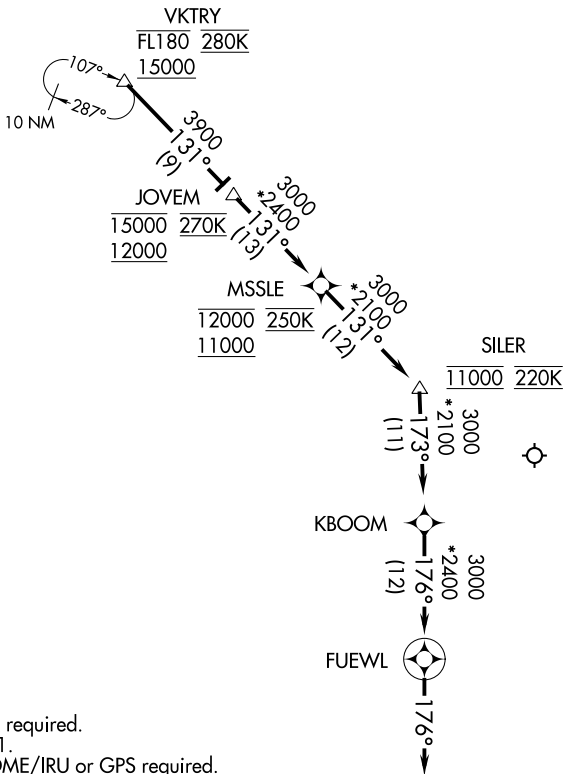 VKTRY
FL180 280K
15000
107°
287°
10 NM
3900
131°
(9)
JOVEM
15000 270K
12000
3000
*2400
131°
(13)
MSSLE
12000 250K
11000
3000
*2100
131°
(12)
SILER
11000 220K
3000
*2100
173°
(11)
KBOOM
3000
*2400
176°
(12)
FUEWL
176°
required.
1.
OME/IRU or GPS required.